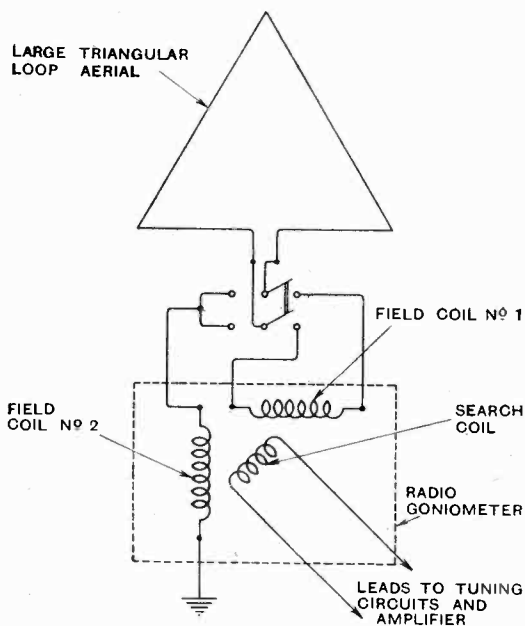 LARGE TRIANGULAR
LOOP AERIAL
FIELD COIL Nº 1
FIELD
COIL Nº 2
SEARCH
COIL
RADIO
GONIOMETER
LEADS TO TUNING
CIRCUITS AND
AMPLIFIER